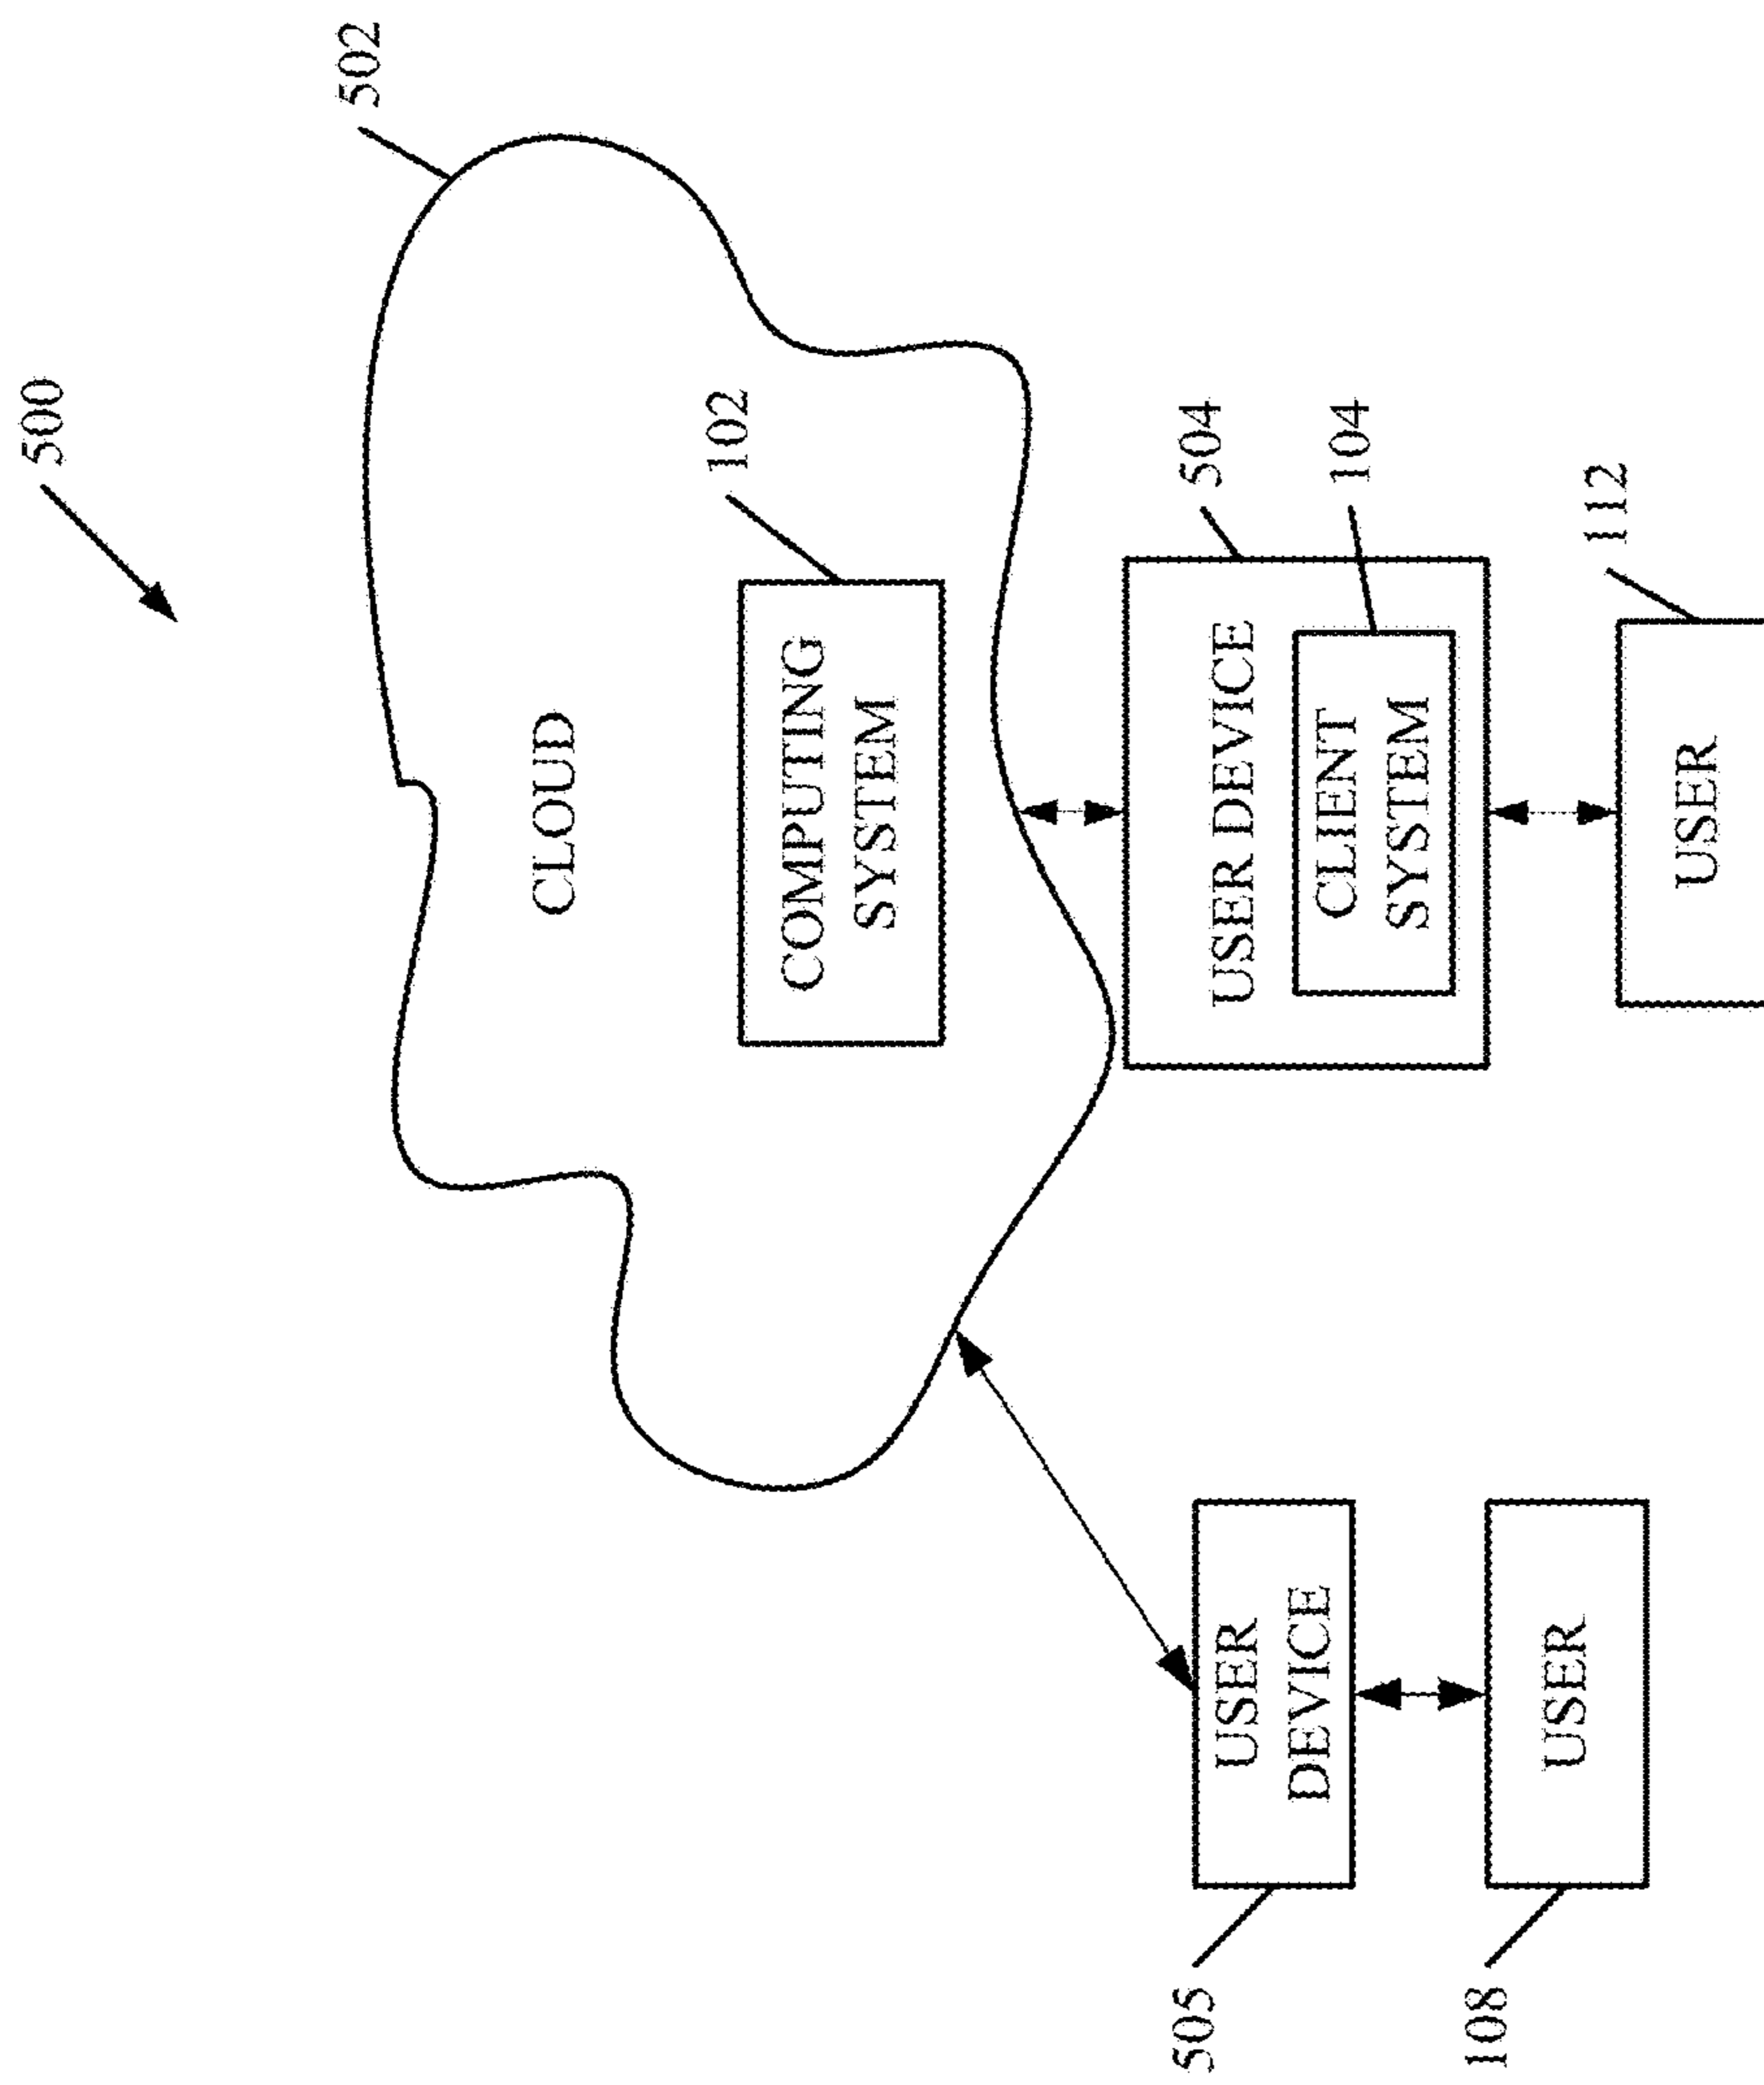 500
502
CLOUD
102
COMPUTING
SYSTEM
504
USER DEVICE
104
CLIENT
SYSTEM
505
USER
DEVICE
112
USER
108
USER